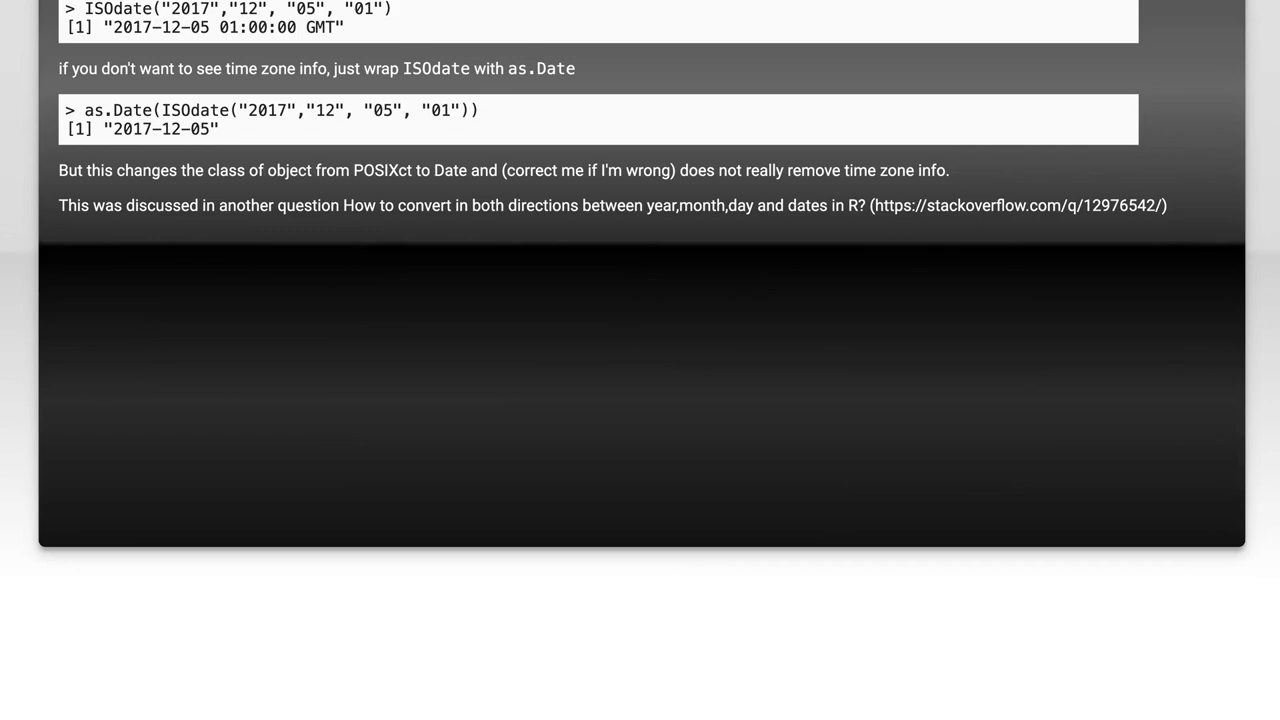 > ISOdate("2017","12", "05", "01")
[1] "2017-12-05 01:00:00 GMT"
if you don't want to see time zone info, just wrap ISOdate with as.Date
> as.Date(ISOdate("2017","12", "05", "01"))
[1] "2017-12-05"
But this changes the class of object from POSIXct to Date and (correct me if I'm wrong) does not really remove time zone info.
This was discussed in another question How to convert in both directions between year,month,day and dates in R? (https://stackoverflow.com/q/12976542/)